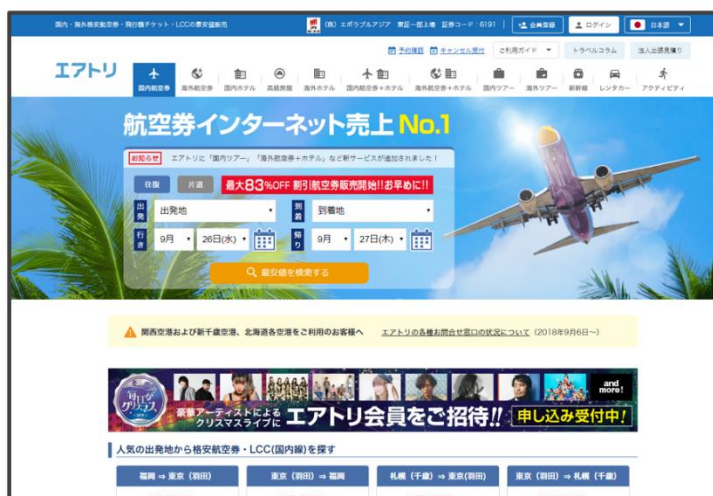 国内・海外格安航空券・飛行機チケット・LCCの最安値販売
(株) エボラブルアジア 東証一部上場 証券コード:6191
会員登録
ログイン
日本語
予約確認
キャンセル受付
ご利用ガイド
トラベルコラム
法人出張見積り
エアトリ
国内航空券
海外航空券
国内ホテル
高級旅館
海外ホテル
国内航空券+ホテル
海外航空券+ホテル
国内ツアー
海外ツアー
新幹線
レンタカー
アクティビティ
航空券インターネット売上 No.1
お知らせ エアトリに「国内ツアー」「海外航空券+ホテル」など新サービスが追加されました!
往復
片道
最大83%OFF 割引航空券販売開始!!お早めに!!
出発 出発地
到着 到着地
行き 9月 26日(水)
帰り 9月 27日(木)
最安値を検索する
関西空港および新千歳空港、北海道各空港をご利用のお客様へ
エアトリの各種お問合せ窓口の状況について (2018年9月6日~)
クリスマス
豪華アーティストによる
クリスマスライブに
エアトリ会員をご招待!!
and more!
申し込み受付中!
人気の出発地から格安航空券・LCC(国内線)を探す
福岡 ⇒ 東京 (羽田)
東京 (羽田) ⇒ 福岡
札幌 (千歳) ⇒ 東京(羽田)
東京 (羽田) ⇒ 札幌 (千歳)